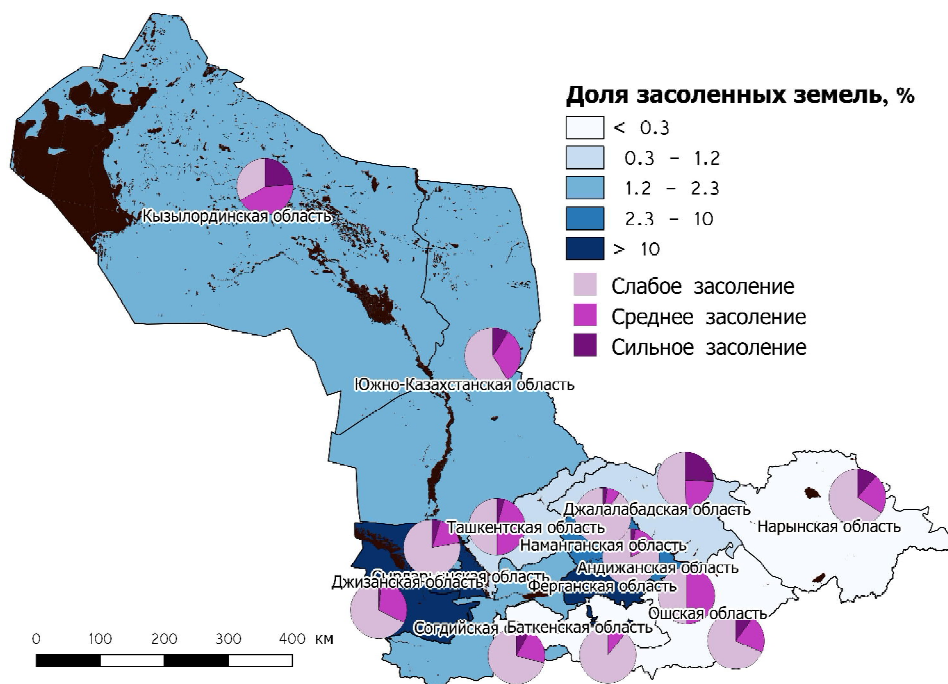 Доля засоленных земель, %
< 0.3
0.3 - 1.2
1.2 - 2.3
2.3 - 10
> 10
Слабое засоление
Среднее засоление
Сильное засоление
Кызылординская область
Южно-Казахстанская область
Джалалабадская область
Ташкентская область
Нарынская область
Наманганская область
Андижанская область
область
Джизакская область
Ферганская область
Ошская область
Согдийская
Баткенская область
0 100 200 300 400 км